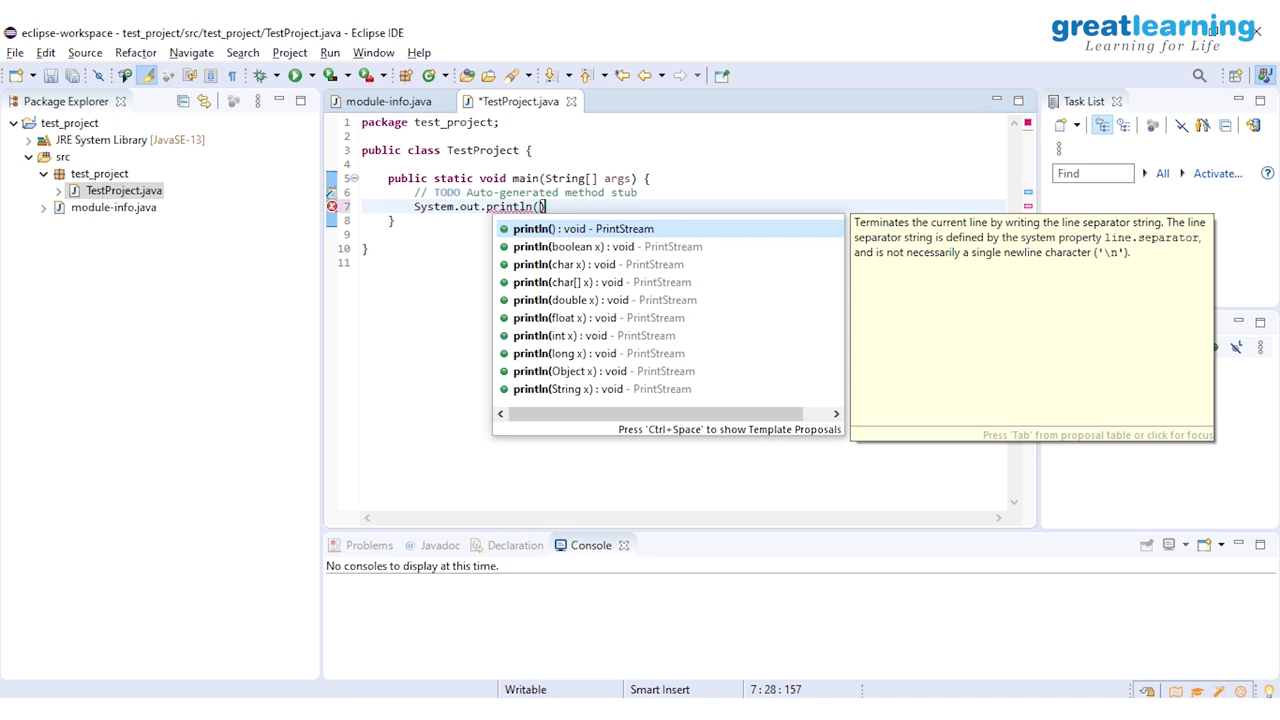 eclipse-workspace - test_project/src/test_project/TestProject.java - Eclipse IDE
greatlearning
Learning for Life
File Edit Source Refactor Navigate Search Project Run Window Help
Package Explorer
module-info.java
*TestProject.java
Task List
test_project
JRE System Library [JavaSE-13]
src
test_project
TestProject.java
module-info.java
1 package test_project;
2
3 public class TestProject {
4
5 public static void main(String[] args) {
6 // TODO Auto-generated method stub
7 System.out.println()
8 }
9
10 }
11
Find
All
Activate...
println() : void - PrintStream
println(boolean x) : void - PrintStream
println(char x) : void - PrintStream
println(char[] x) : void - PrintStream
println(double x) : void - PrintStream
println(float x) : void - PrintStream
println(int x) : void - PrintStream
println(long x) : void - PrintStream
println(Object x) : void - PrintStream
println(String x) : void - PrintStream
Press 'Ctrl+Space' to show Template Proposals
Terminates the current line by writing the line separator string. The line
separator string is defined by the system property line.separator,
and is not necessarily a single newline character ('\n').
Press 'Tab' from proposal table or click for focus
Problems
@ Javadoc
Declaration
Console
No consoles to display at this time.
Writable
Smart Insert
7 : 28 : 157